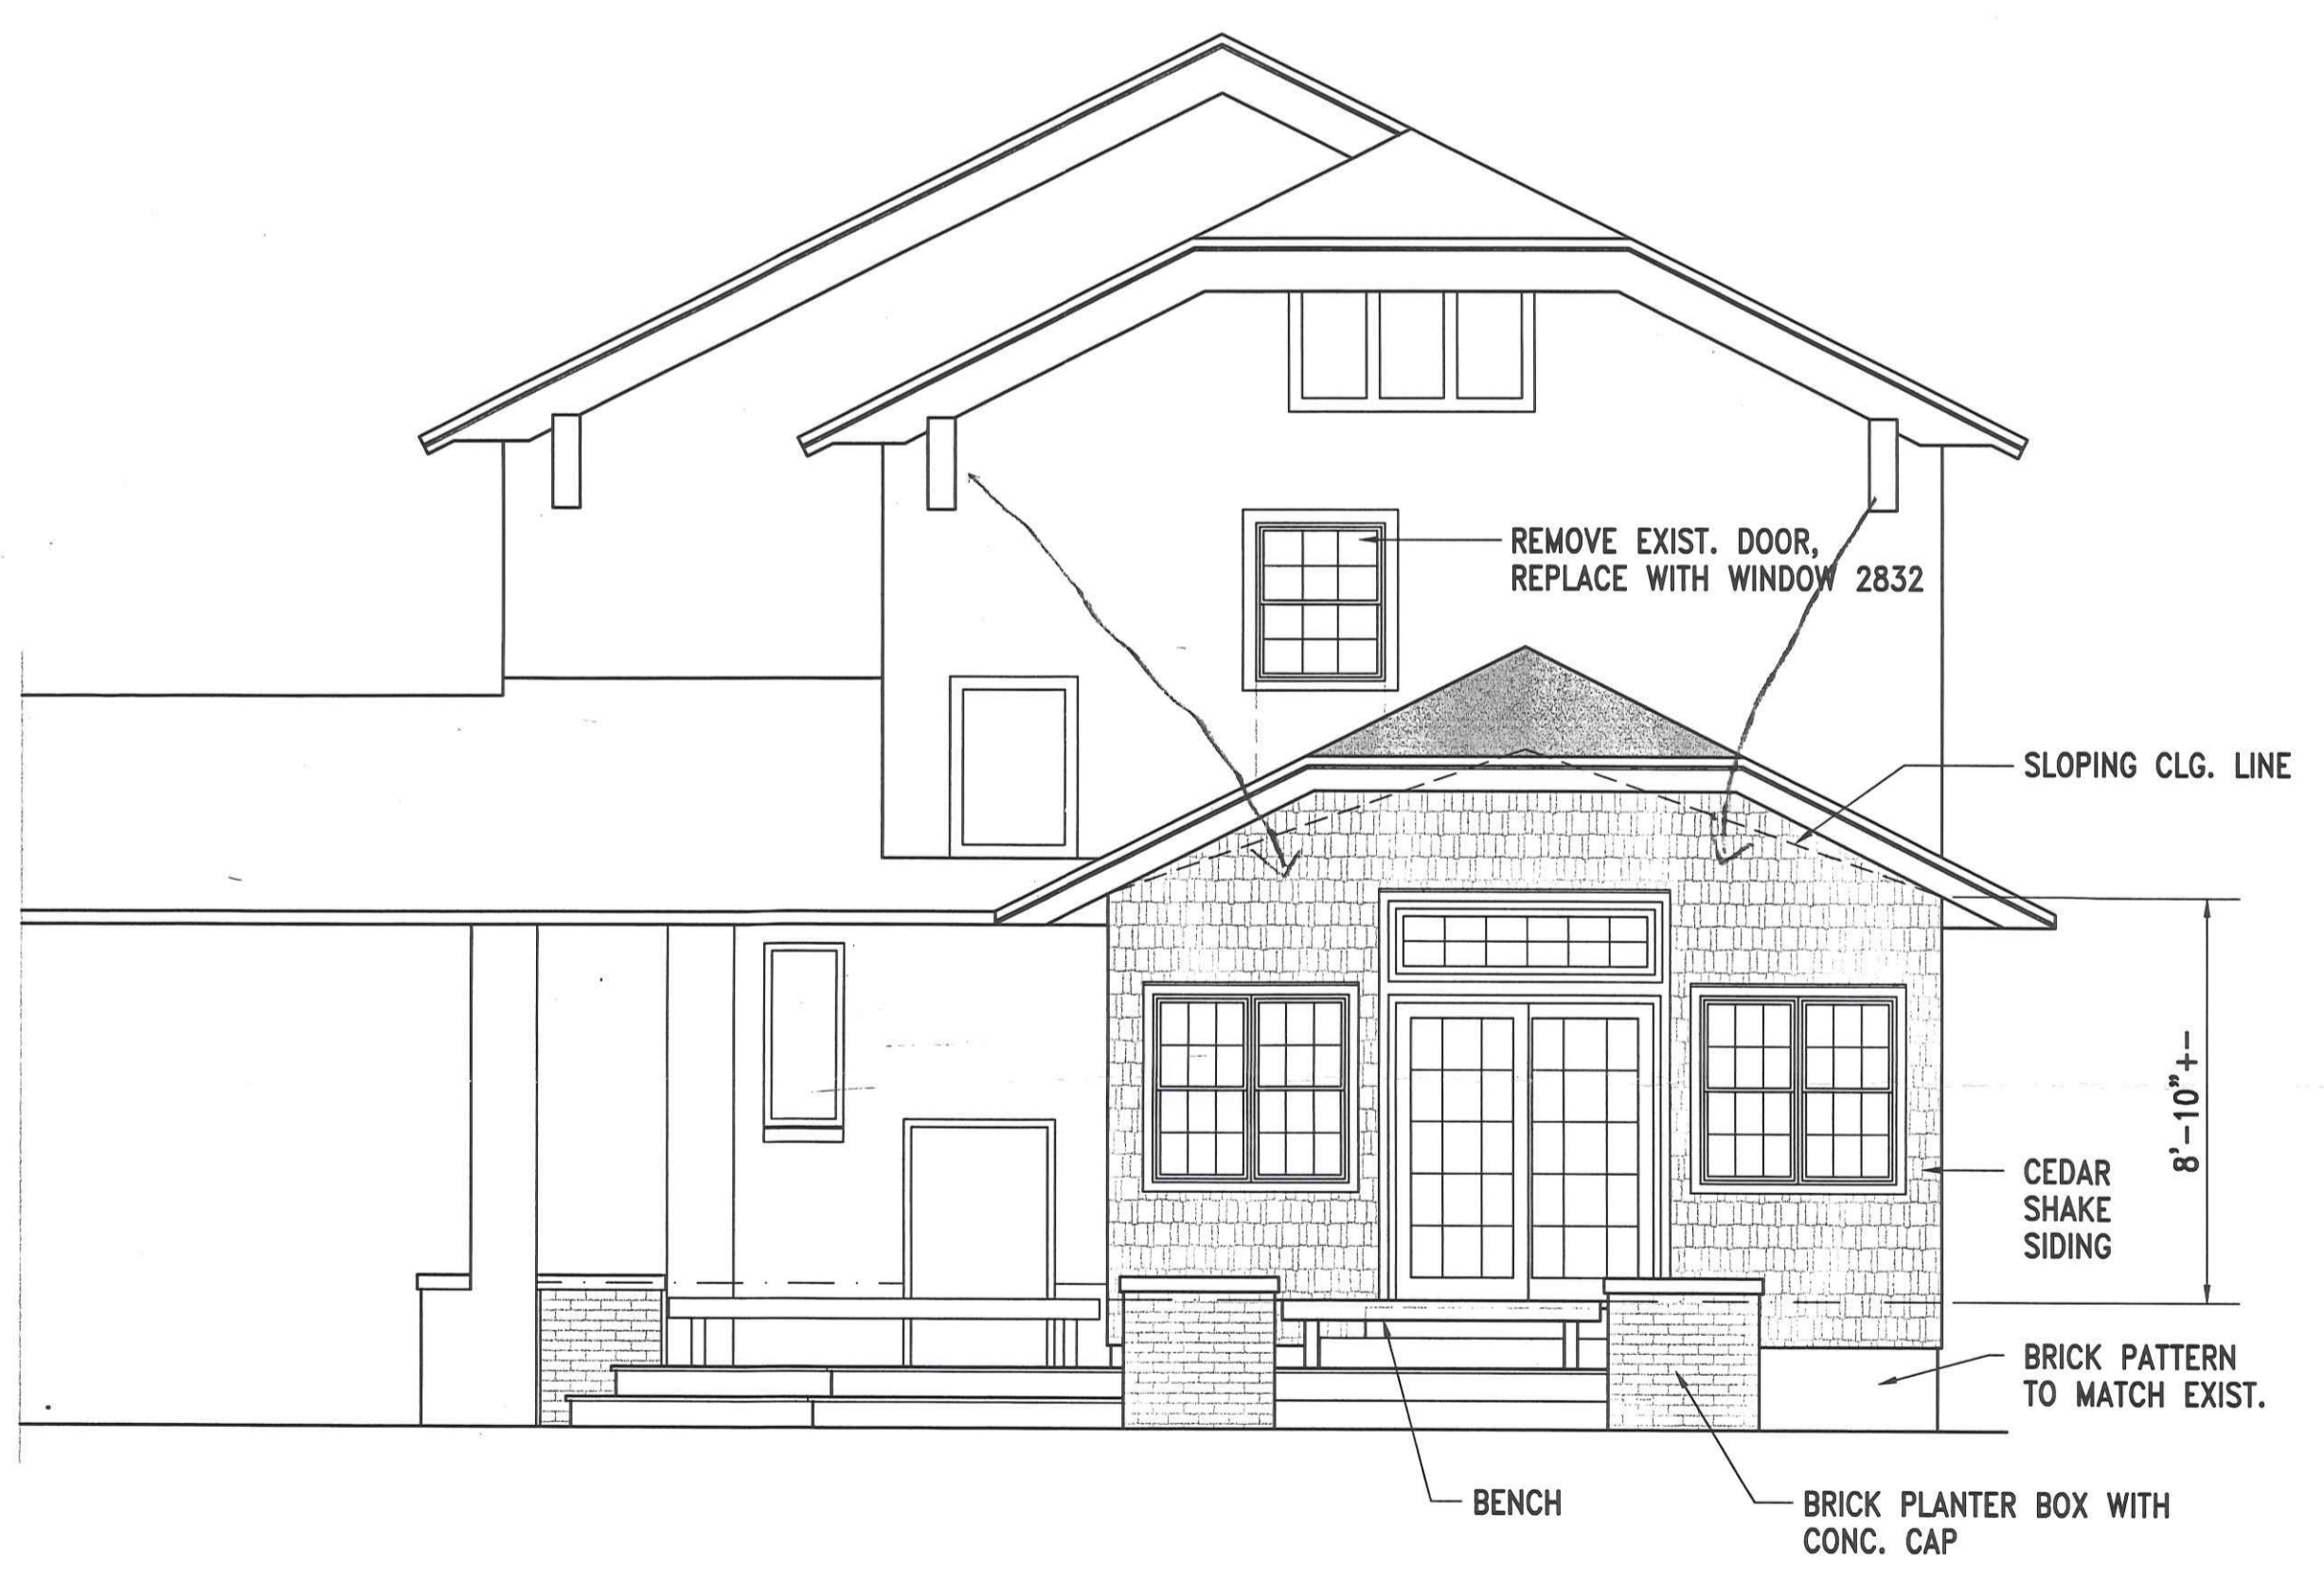 REMOVE EXIST. DOOR,
REPLACE WITH WINDOW 2832
SLOPING CLG. LINE
8'-10"+-
CEDAR
SHAKE
SIDING
BRICK PATTERN
TO MATCH EXIST.
BENCH
BRICK PLANTER BOX WITH
CONC. CAP